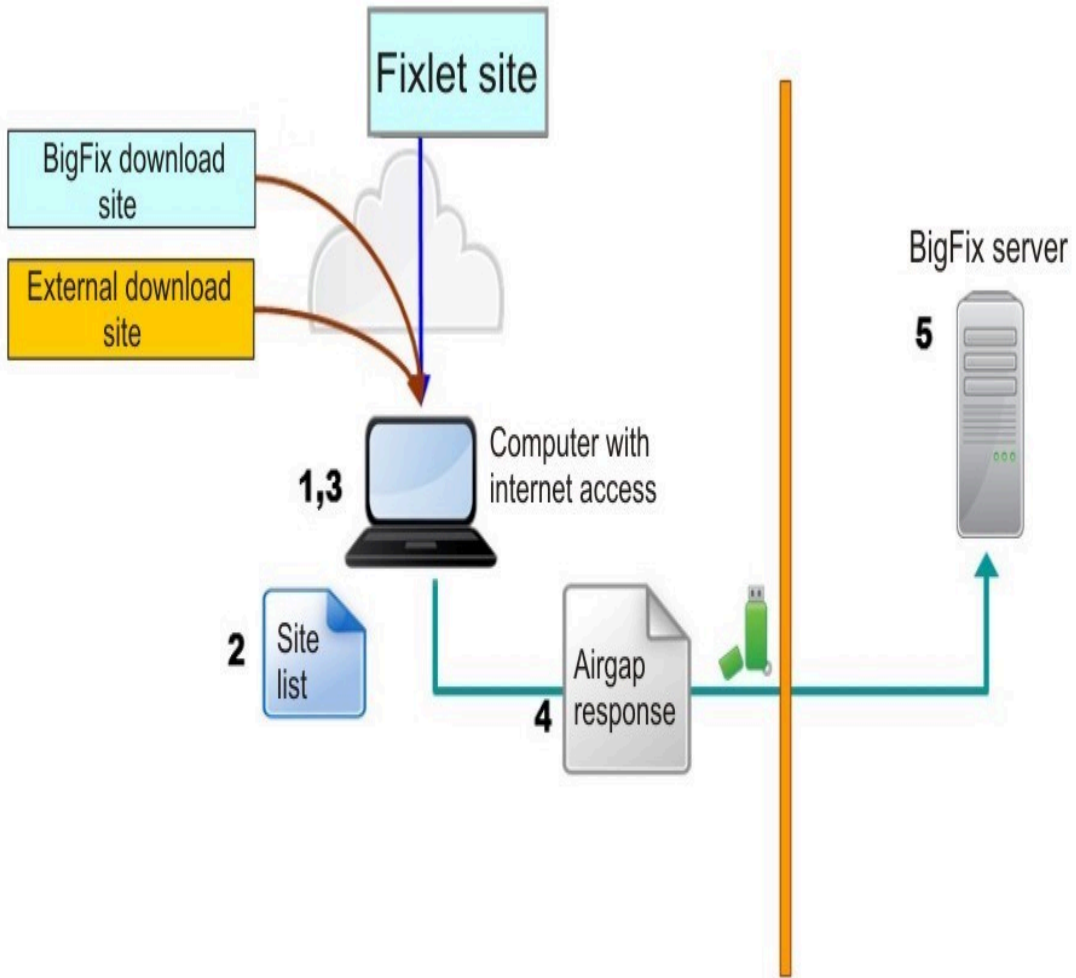 Fixlet site
BigFix download
site
External download
site
BigFix server
5
Computer with
internet access
1,3
2
Site
list
Airgap
response
4